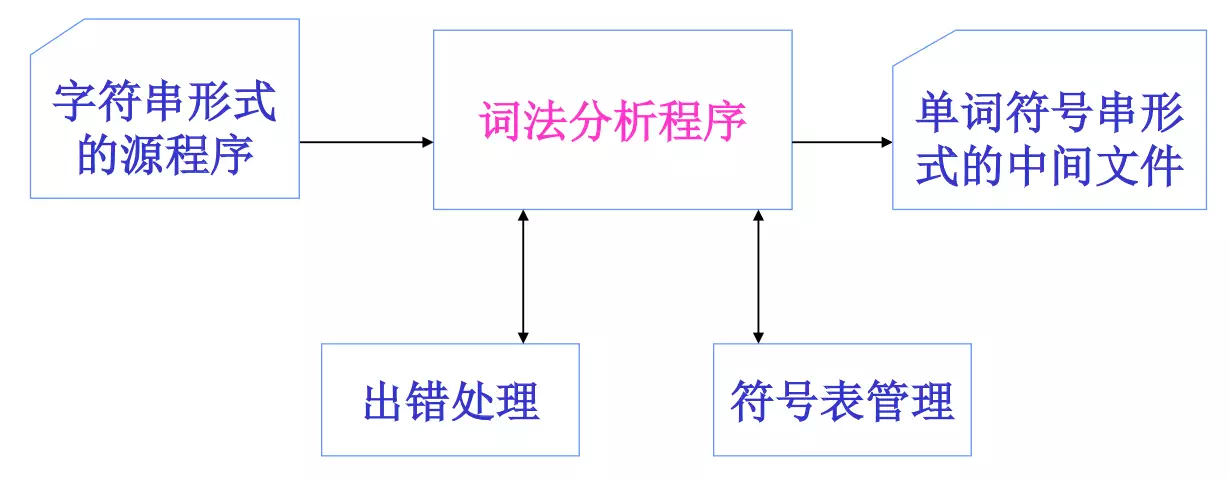 字符串形式
的源程序
词法分析程序
单词符号串形
式的中间文件
出错处理
符号表管理